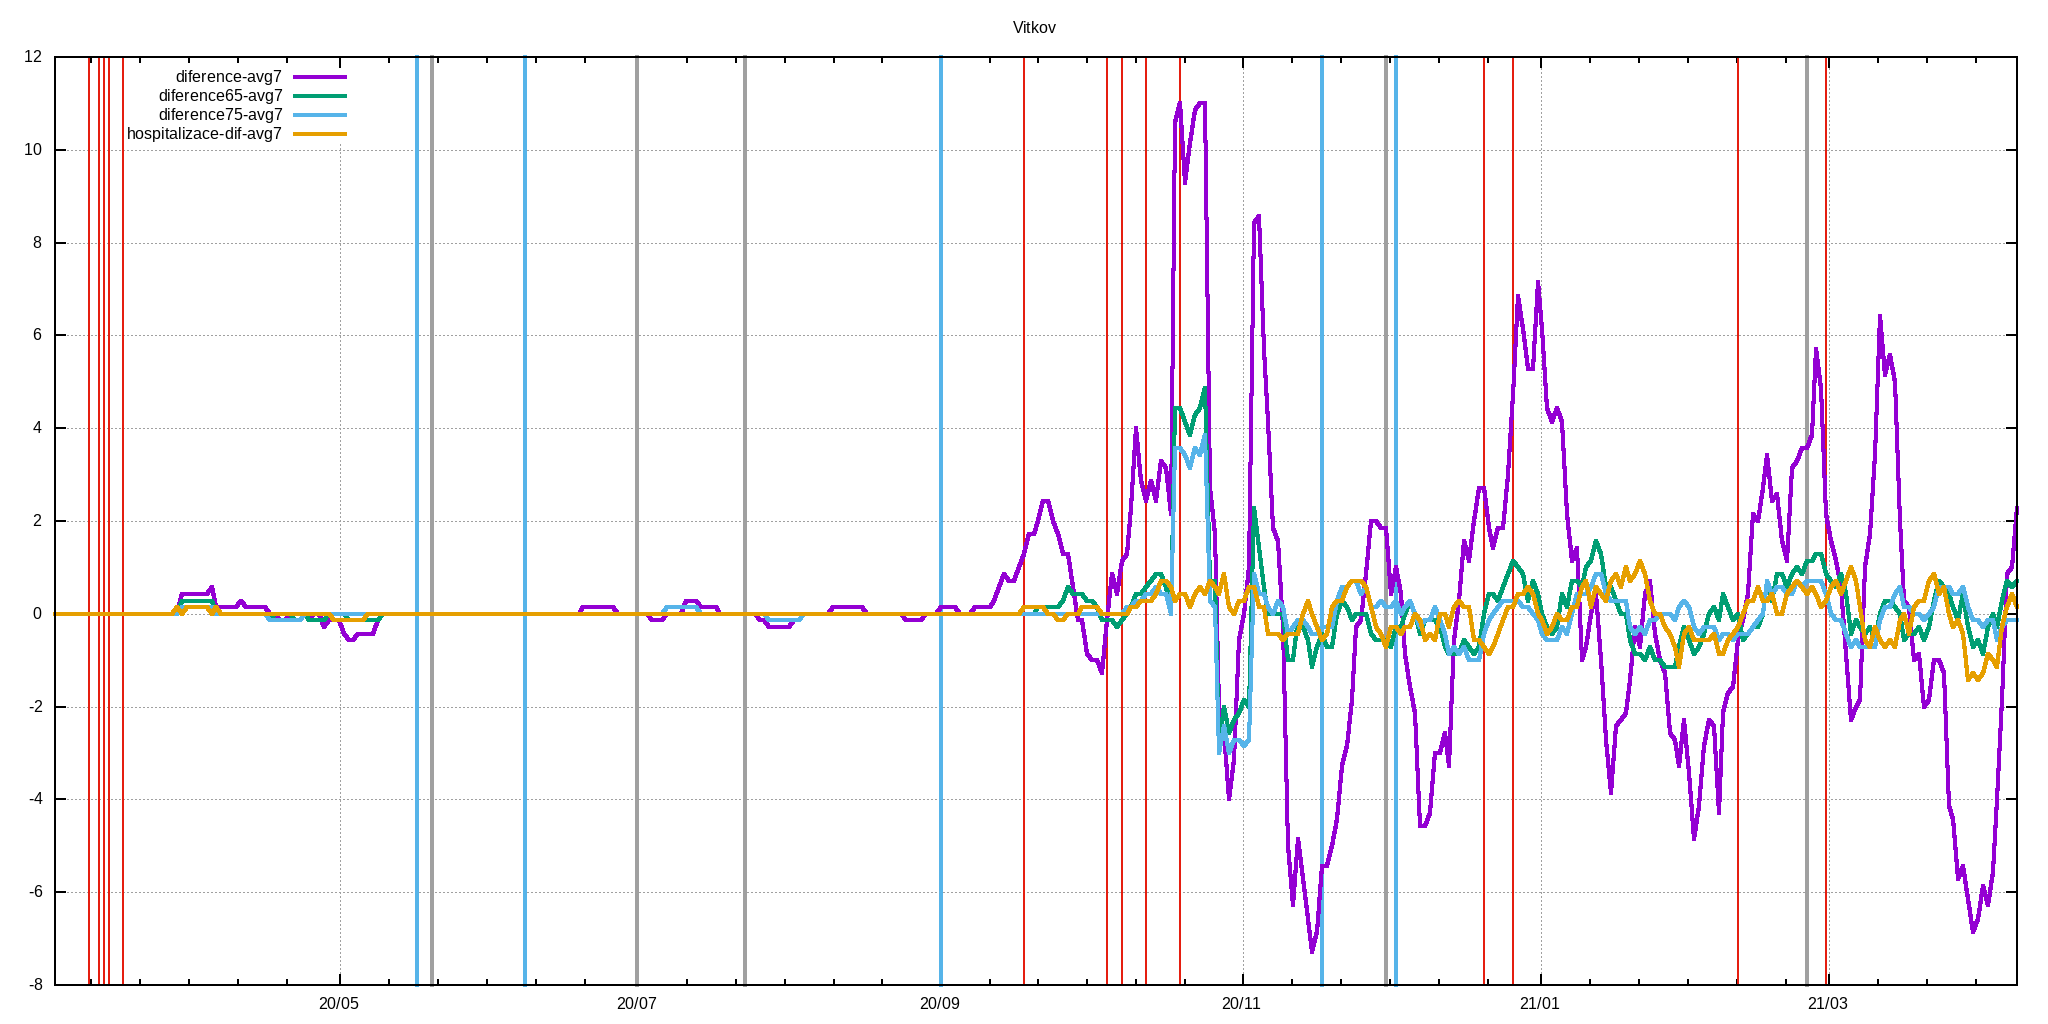 Vitkov
diference-avg7
diference65-avg7
diference75-avg7
hospitalizace-dif-avg7
12
10
8
6
4
2
0
-2
-4
-6
-8
20/05 20/07 20/09 20/11 21/01 21/03